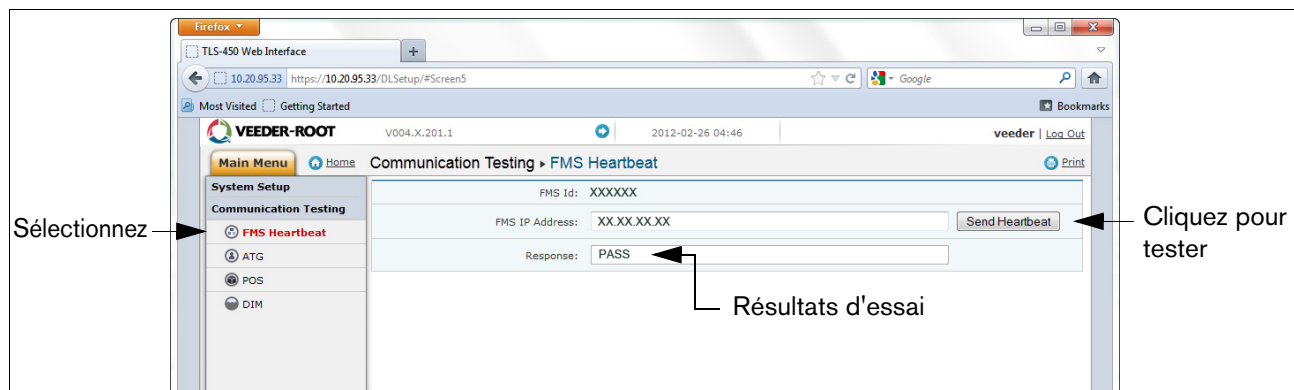 Firefox
TLS-450 Web Interface
10.20.95.33 https://10.20.95.33/DLSetup/#Screen5
Google
Most Visited Getting Started
Bookmarks
VEEDER-ROOT V004.X.201.1 2012-02-26 04:46 veeder | Log Out
Main Menu Home Communication Testing ▸ FMS Heartbeat Print
System Setup
FMS Id: XXXXXX
Communication Testing
Sélectionnez
FMS Heartbeat
FMS IP Address: XX.XX.XX.XX Send Heartbeat
Cliquez pour
tester
ATG
Response: PASS
POS
DIM
Résultats d'essai